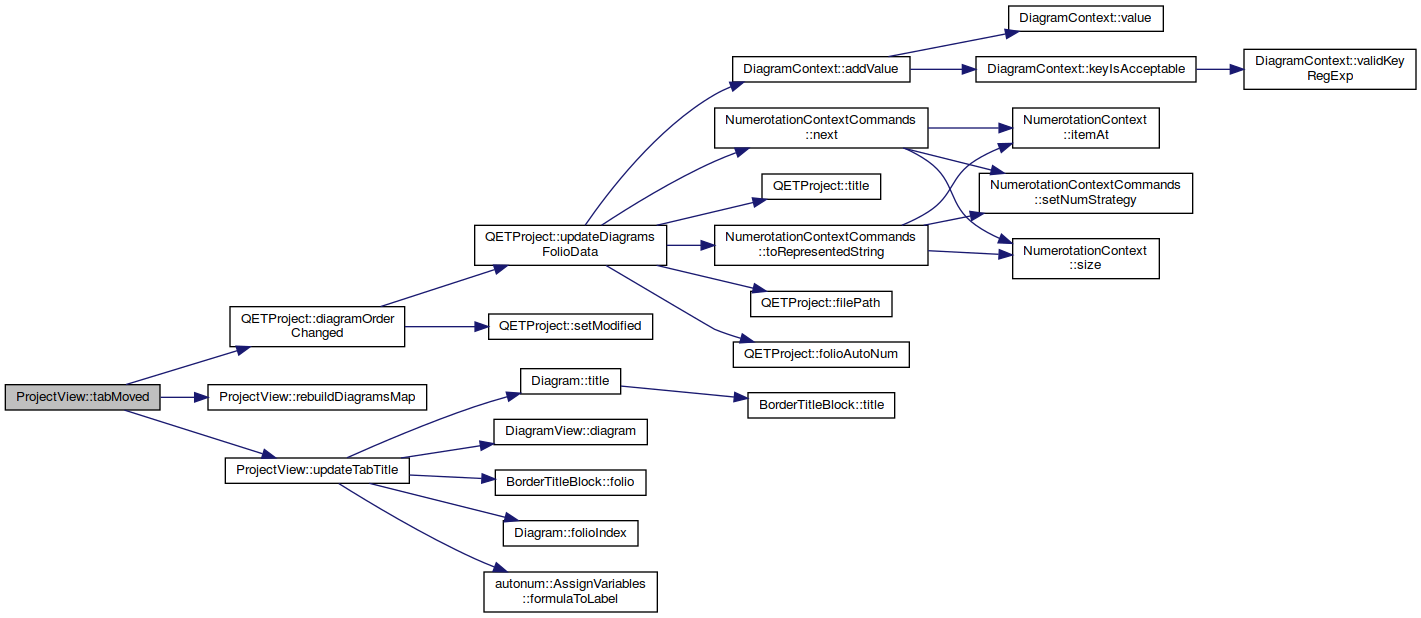 DiagramContext::value
DiagramContext::addValue
DiagramContext::keyIsAcceptable
DiagramContext::validKey
RegExp
NumerotationContextCommands
::next
NumerotationContext
::itemAt
QETProject::title
NumerotationContextCommands
::setNumStrategy
QETProject::updateDiagrams
FolioData
NumerotationContextCommands
::toRepresentedString
NumerotationContext
::size
QETProject::filePath
QETProject::diagramOrder
Changed
QETProject::setModified
QETProject::folioAutoNum
ProjectView::tabMoved
ProjectView::rebuildDiagramsMap
Diagram::title
BorderTitleBlock::title
DiagramView::diagram
ProjectView::updateTabTitle
BorderTitleBlock::folio
Diagram::folioIndex
autonum::AssignVariables
::formulaToLabel